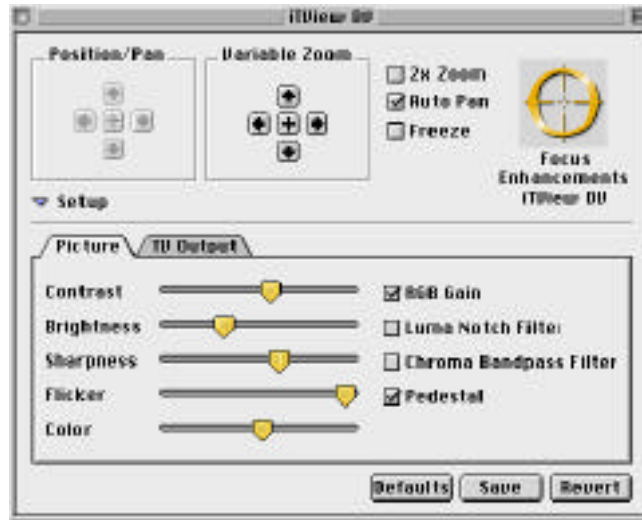 iTView DV
Position/Pan
Variable Zoom
2x Zoom
Auto Pan
Freeze
Focus
Enhancements
iTView DV
Setup
Picture
TV Output
Contrast
RGB Gain
Brightness
Luma Notch Filter
Sharpness
Chroma Bandpass Filter
Flicker
Pedestal
Color
Defaults
Save
Revert